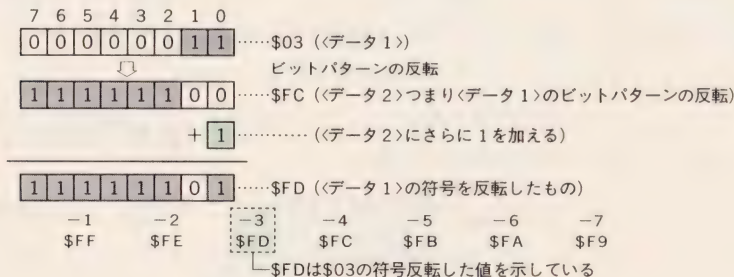 7 6 5 4 3 2 1 0
0 0 0 0 0 0 1 1 ……$03(〈データ1〉)
ビットパターンの反転
1 1 1 1 1 1 0 0 ……$FC(〈データ2〉つまり〈データ1〉のビットパターンの反転)
+ 1 …………(〈データ2〉にさらに1を加える)
1 1 1 1 1 1 0 1 ……$FD(〈データ1〉の符号を反転したもの)
−1 −2 −3 −4 −5 −6 −7
$FF $FE $FD $FC $FB $FA $F9
$FDは$03の符号反転した値を示している